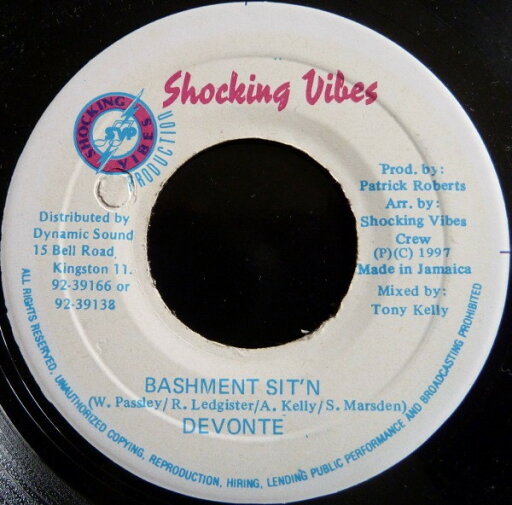 Shocking Vibes
SHOCKING VIBES
SVP
PRODUCTION
Distributed by
Dynamic Sound
15 Bell Road,
Kingston 11.
92-39166 or
92-39138
Prod. by:
Patrick Roberts
Arr. by:
Shocking Vibes
Crew
(P)(C) 1997
Made in Jamaica
Mixed by:
Tony Kelly
BASHMENT SIT'N
(W. Passley/R. Ledgister/A. Kelly/S. Marsden)
DEVONTE
ALL RIGHTS RESERVED. UNAUTHORIZED COPYING, REPRODUCTION, HIRING, LENDING PUBLIC PERFORMANCE AND BROADCASTING PROHIBITED